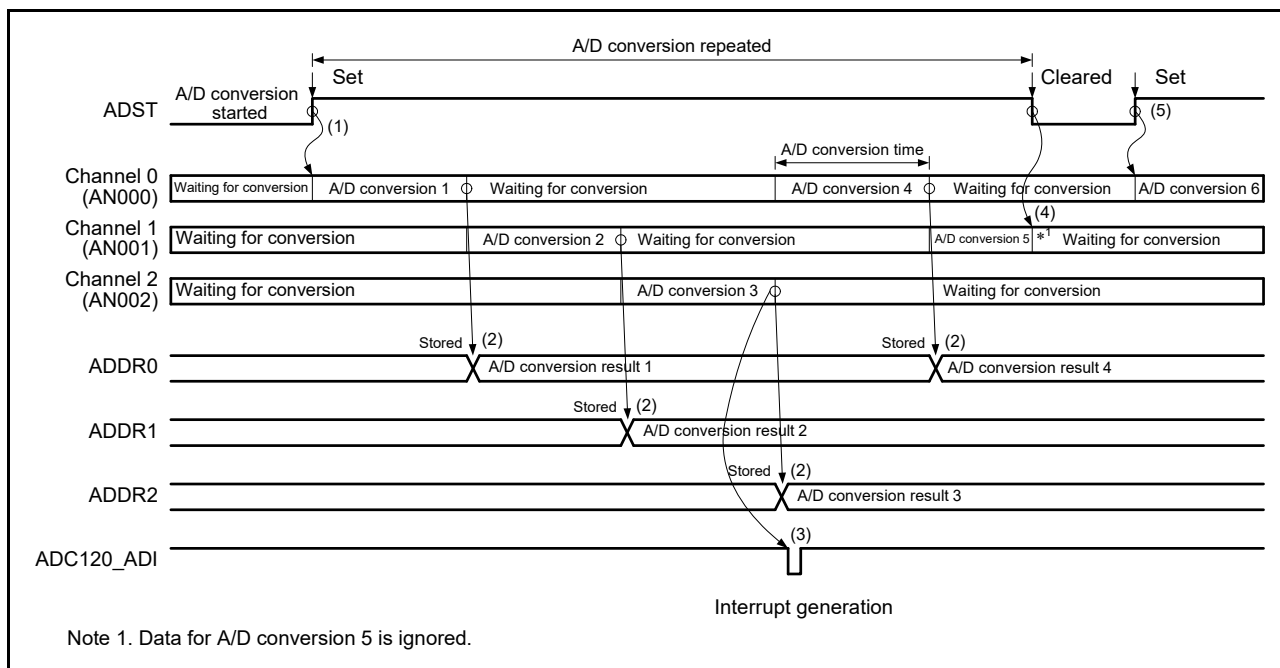 A/D conversion repeated
Set
Cleared
Set
A/D conversion
started
ADST
(1)
(5)
A/D conversion time
Channel 0
(AN000)
Waiting for conversion
A/D conversion 1
Waiting for conversion
A/D conversion 4
Waiting for conversion
A/D conversion 6
(4)
Channel 1
(AN001)
Waiting for conversion
A/D conversion 2
Waiting for conversion
A/D conversion 5
*1
Waiting for conversion
Channel 2
(AN002)
Waiting for conversion
A/D conversion 3
Waiting for conversion
Stored
(2)
Stored
(2)
ADDR0
A/D conversion result 1
A/D conversion result 4
Stored
(2)
ADDR1
A/D conversion result 2
Stored
(2)
ADDR2
A/D conversion result 3
(3)
ADC120_ADI
Interrupt generation
Note 1. Data for A/D conversion 5 is ignored.